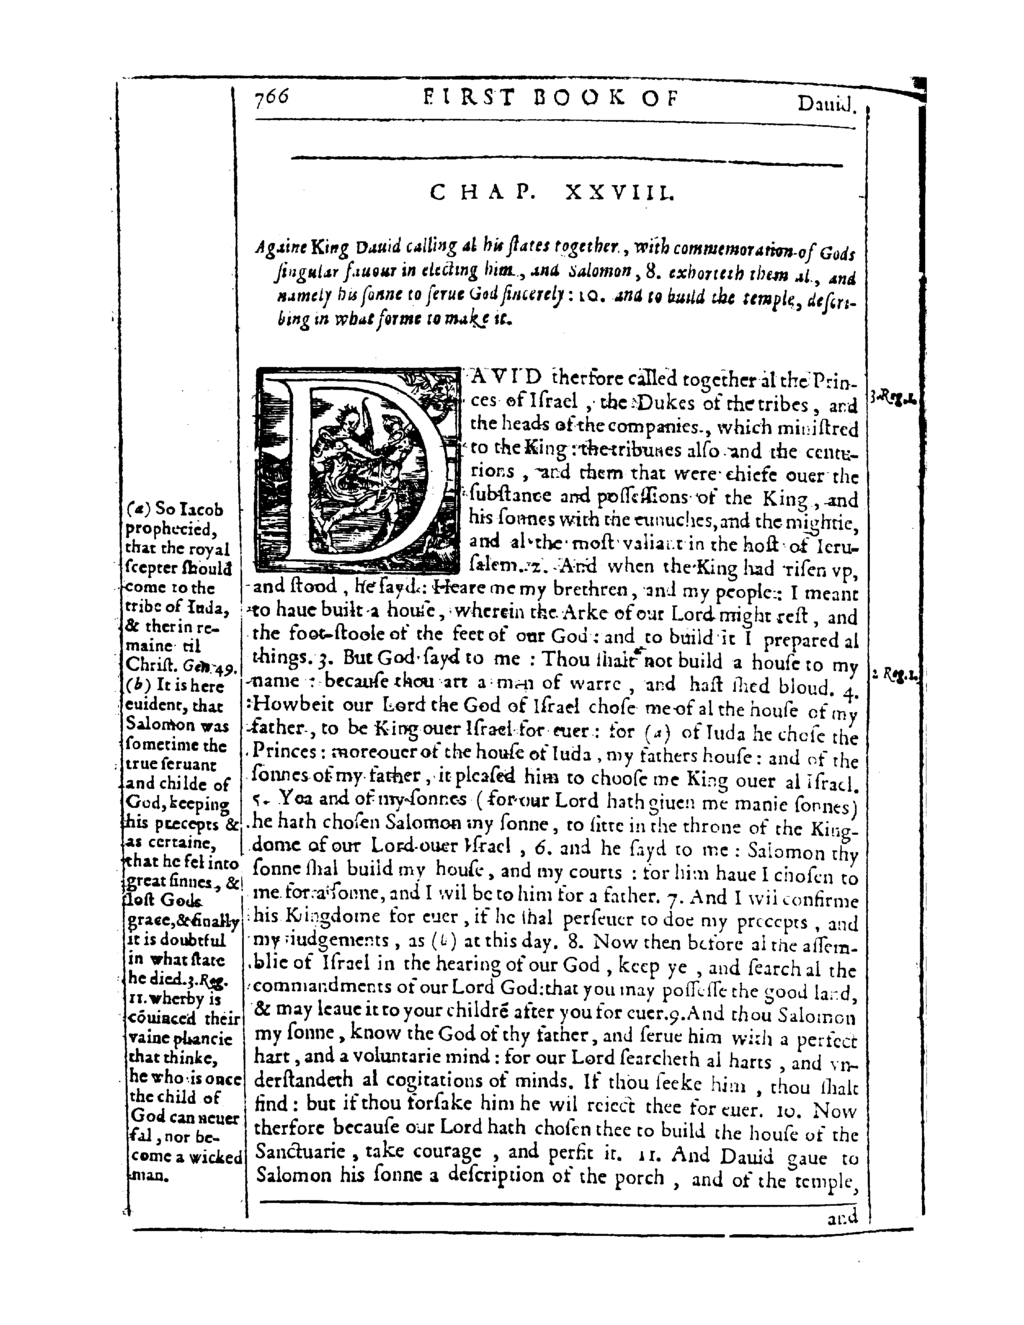 766 FIRST BOOK OF Dauid.
CHAP. XXVIII.
Againe King Dauid calling al his ſtates together, with commemoration of Gods
ſingular fauour in electing him, and Salomon, 8. exhorteth them al, and
namely his ſonne to ſerue God ſincerely: 10. and to build the temple, deſcri-
bing in what forme to make it.
DAVID therfore called together al the Prin-
ces of Iſrael, the Dukes of the tribes, and
the heads of the companies, which miniſtred
to the King: the tribunes alſo and the centu-
rions, and them that were chiefe ouer the
ſubſtance and poſſeſſions of the King, and
his ſonnes with the eunuches, and the mightie,
and al the moſt valiant in the hoſt of Ieru-
ſalem. 2. And when the King had riſen vp,
and ſtood, he ſayd: Heare me my brethren, and my people: I meant
to haue built a houſe, wherein the Arke of our Lord might reſt, and
the foot-ſtoole of the feet of our God: and to build it I prepared al
things. 3. But God ſayd to me: Thou ſhalt not build a houſe to my
name: becauſe thou art a man of warre, and haſt ſhed bloud. 4.
Howbeit our Lord the God of Iſrael choſe me of al the houſe of my
father, to be King ouer Iſrael for euer: for (a) of Iuda he choſe the
Princes: moreouer of the houſe of Iuda, my fathers houſe: and of the
ſonnes of my father, it pleaſed him to chooſe me King ouer al Iſrael.
5. Yea and of my ſonnes (for our Lord hath giuen me manie ſonnes)
he hath choſen Salomon my ſonne, to ſitte in the throne of the King-
dome of our Lord ouer Iſrael, 6. and he ſayd to me: Salomon thy
ſonne ſhal build my houſe, and my courts: for him haue I choſen to
me for a ſonne, and I wil be to him for a father. 7. And I wil confirme
his Kingdome for euer, if he ſhal perſeuer to doe my precepts, and
my iudgements, as (b) at this day. 8. Now then before al the aſſem-
blie of Iſrael in the hearing of our God, keep ye, and ſearch al the
commandments of our Lord God: that you may poſſeſſe the good land,
& may leaue it to your childrē after you for euer. 9. And thou Salomon
my ſonne, know the God of thy father, and ſerue him with a perfect
hart, and a voluntarie mind: for our Lord ſearcheth al harts, and vn-
derſtandeth al cogitations of minds. If thou ſeeke him, thou ſhalt
find: but if thou forſake him he wil reiect thee for euer. 10. Now
therfore becauſe our Lord hath choſen thee to build the houſe of the
Sanctuarie, take courage, and perfit it. 11. And Dauid gaue to
Salomon his ſonne a deſcription of the porch, and of the temple,
and
(a) So Iacob
prophecied,
that the royal
ſcepter ſhould
come to the
tribe of Iuda,
& therin re-
maine til
Chriſt. Gen 49.
(b) It is here
euident, that
Salomon was
ſometime the
true ſeruant
and childe of
God, keeping
his precepts &
as certaine,
that he fel into
great ſinnes, &
loſt Gods
grace, & finally
it is doubtful
in what ſtate
he died. 3. Reg.
11. wherby is
cōuinced their
vaine phancie
that thinke,
he who is once
the child of
God can neuer
fal, nor be-
come a wicked
man.
3. Reg. 1.
2 Reg.